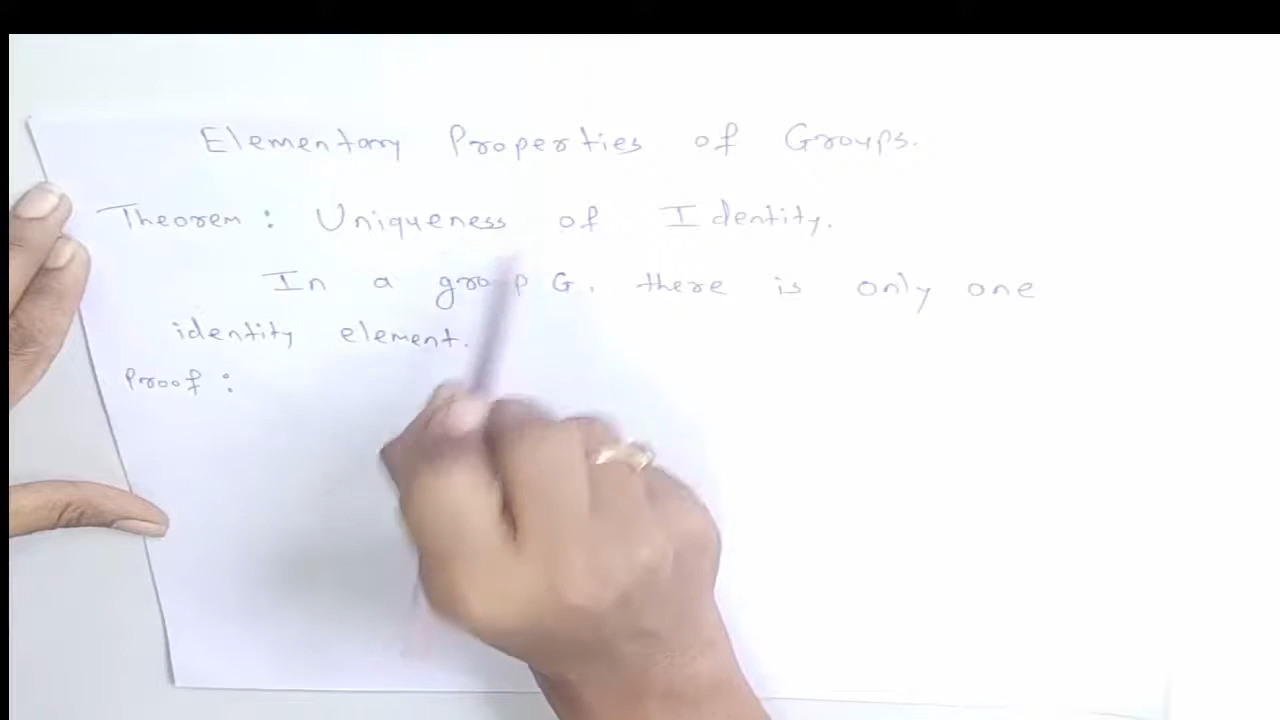 Elementary Properties of Groups.
Theorem: Uniqueness of Identity.
In a group G, there is only one
identity element.
Proof: